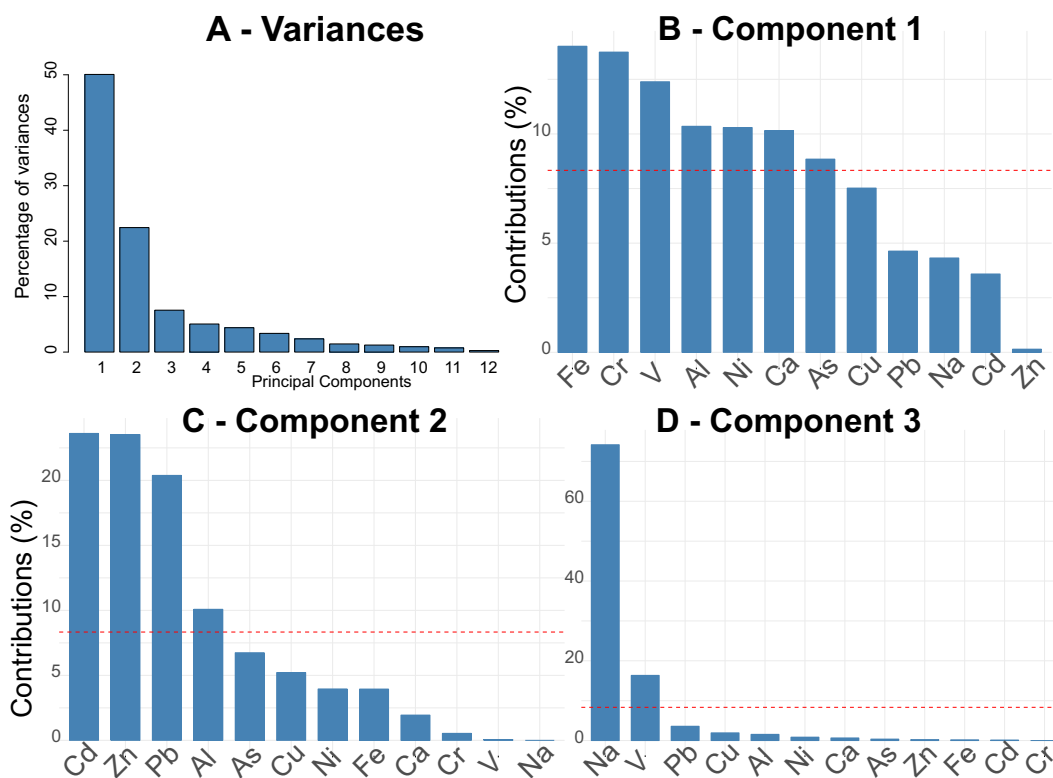 A - Variances
Percentage of variances
50
40
30
20
10
0
1 2 3 4 5 6 7 8 9 10 11 12
Principal Components
B - Component 1
Contributions (%)
10
5
0
Fe Cr V Al Ni Ca As Cu Pb Na Cd Zn
C - Component 2
Contributions (%)
20
15
10
5
0
Cd Zn Pb Al As Cu Ni Fe Ca Cr V Na
D - Component 3
60
40
20
0
Na V Pb Cu Al Ni Ca As Zn Fe Cd Cr